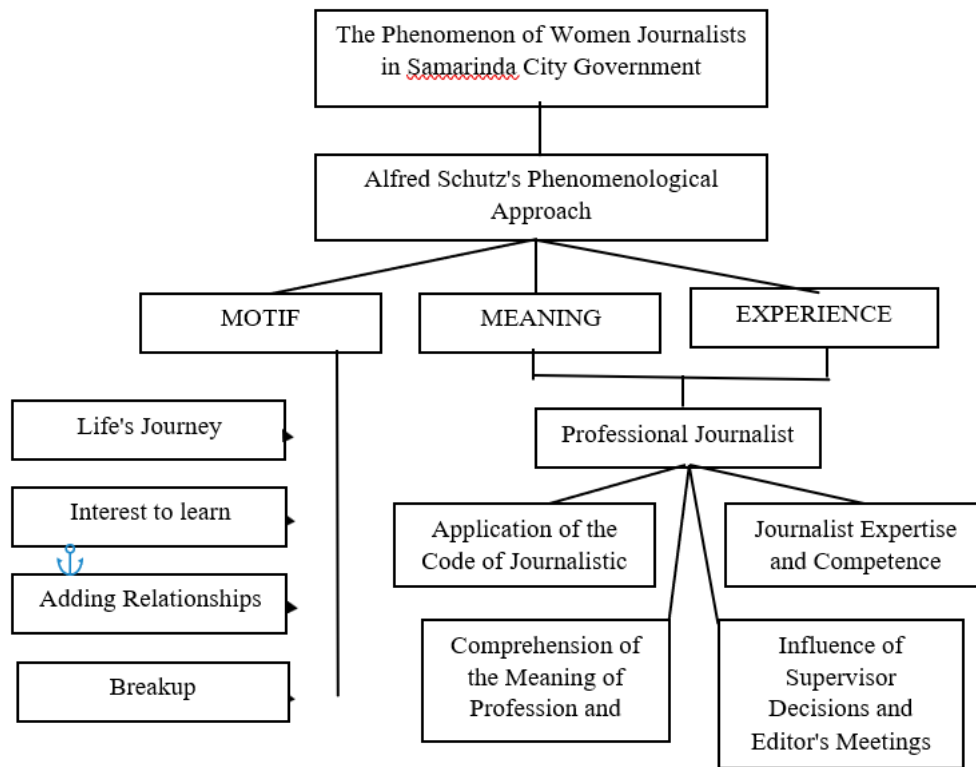 The Phenomenon of Women Journalists
in Samarinda City Government
Alfred Schutz's Phenomenological
Approach
MOTIF
MEANING
EXPERIENCE
Life's Journey
Interest to learn
Adding Relationships
Breakup
Professional Journalist
Application of the
Code of Journalistic
Journalist Expertise
and Competence
Comprehension of
the Meaning of
Profession and
Influence of
Supervisor
Decisions and
Editor's Meetings